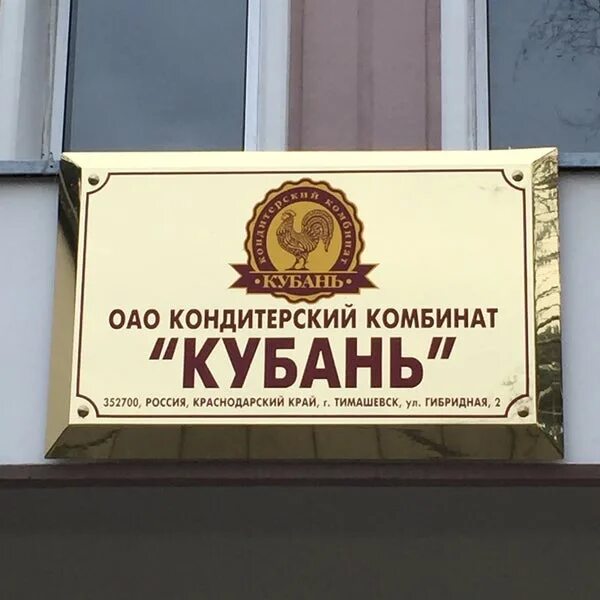 кондитерский комбинат
• КУБАНЬ •
ОАО КОНДИТЕРСКИЙ КОМБИНАТ
"КУБАНЬ"
352700, РОССИЯ, КРАСНОДАРСКИЙ КРАЙ, г. ТИМАШЕВСК, ул. ГИБРИДНАЯ, 2